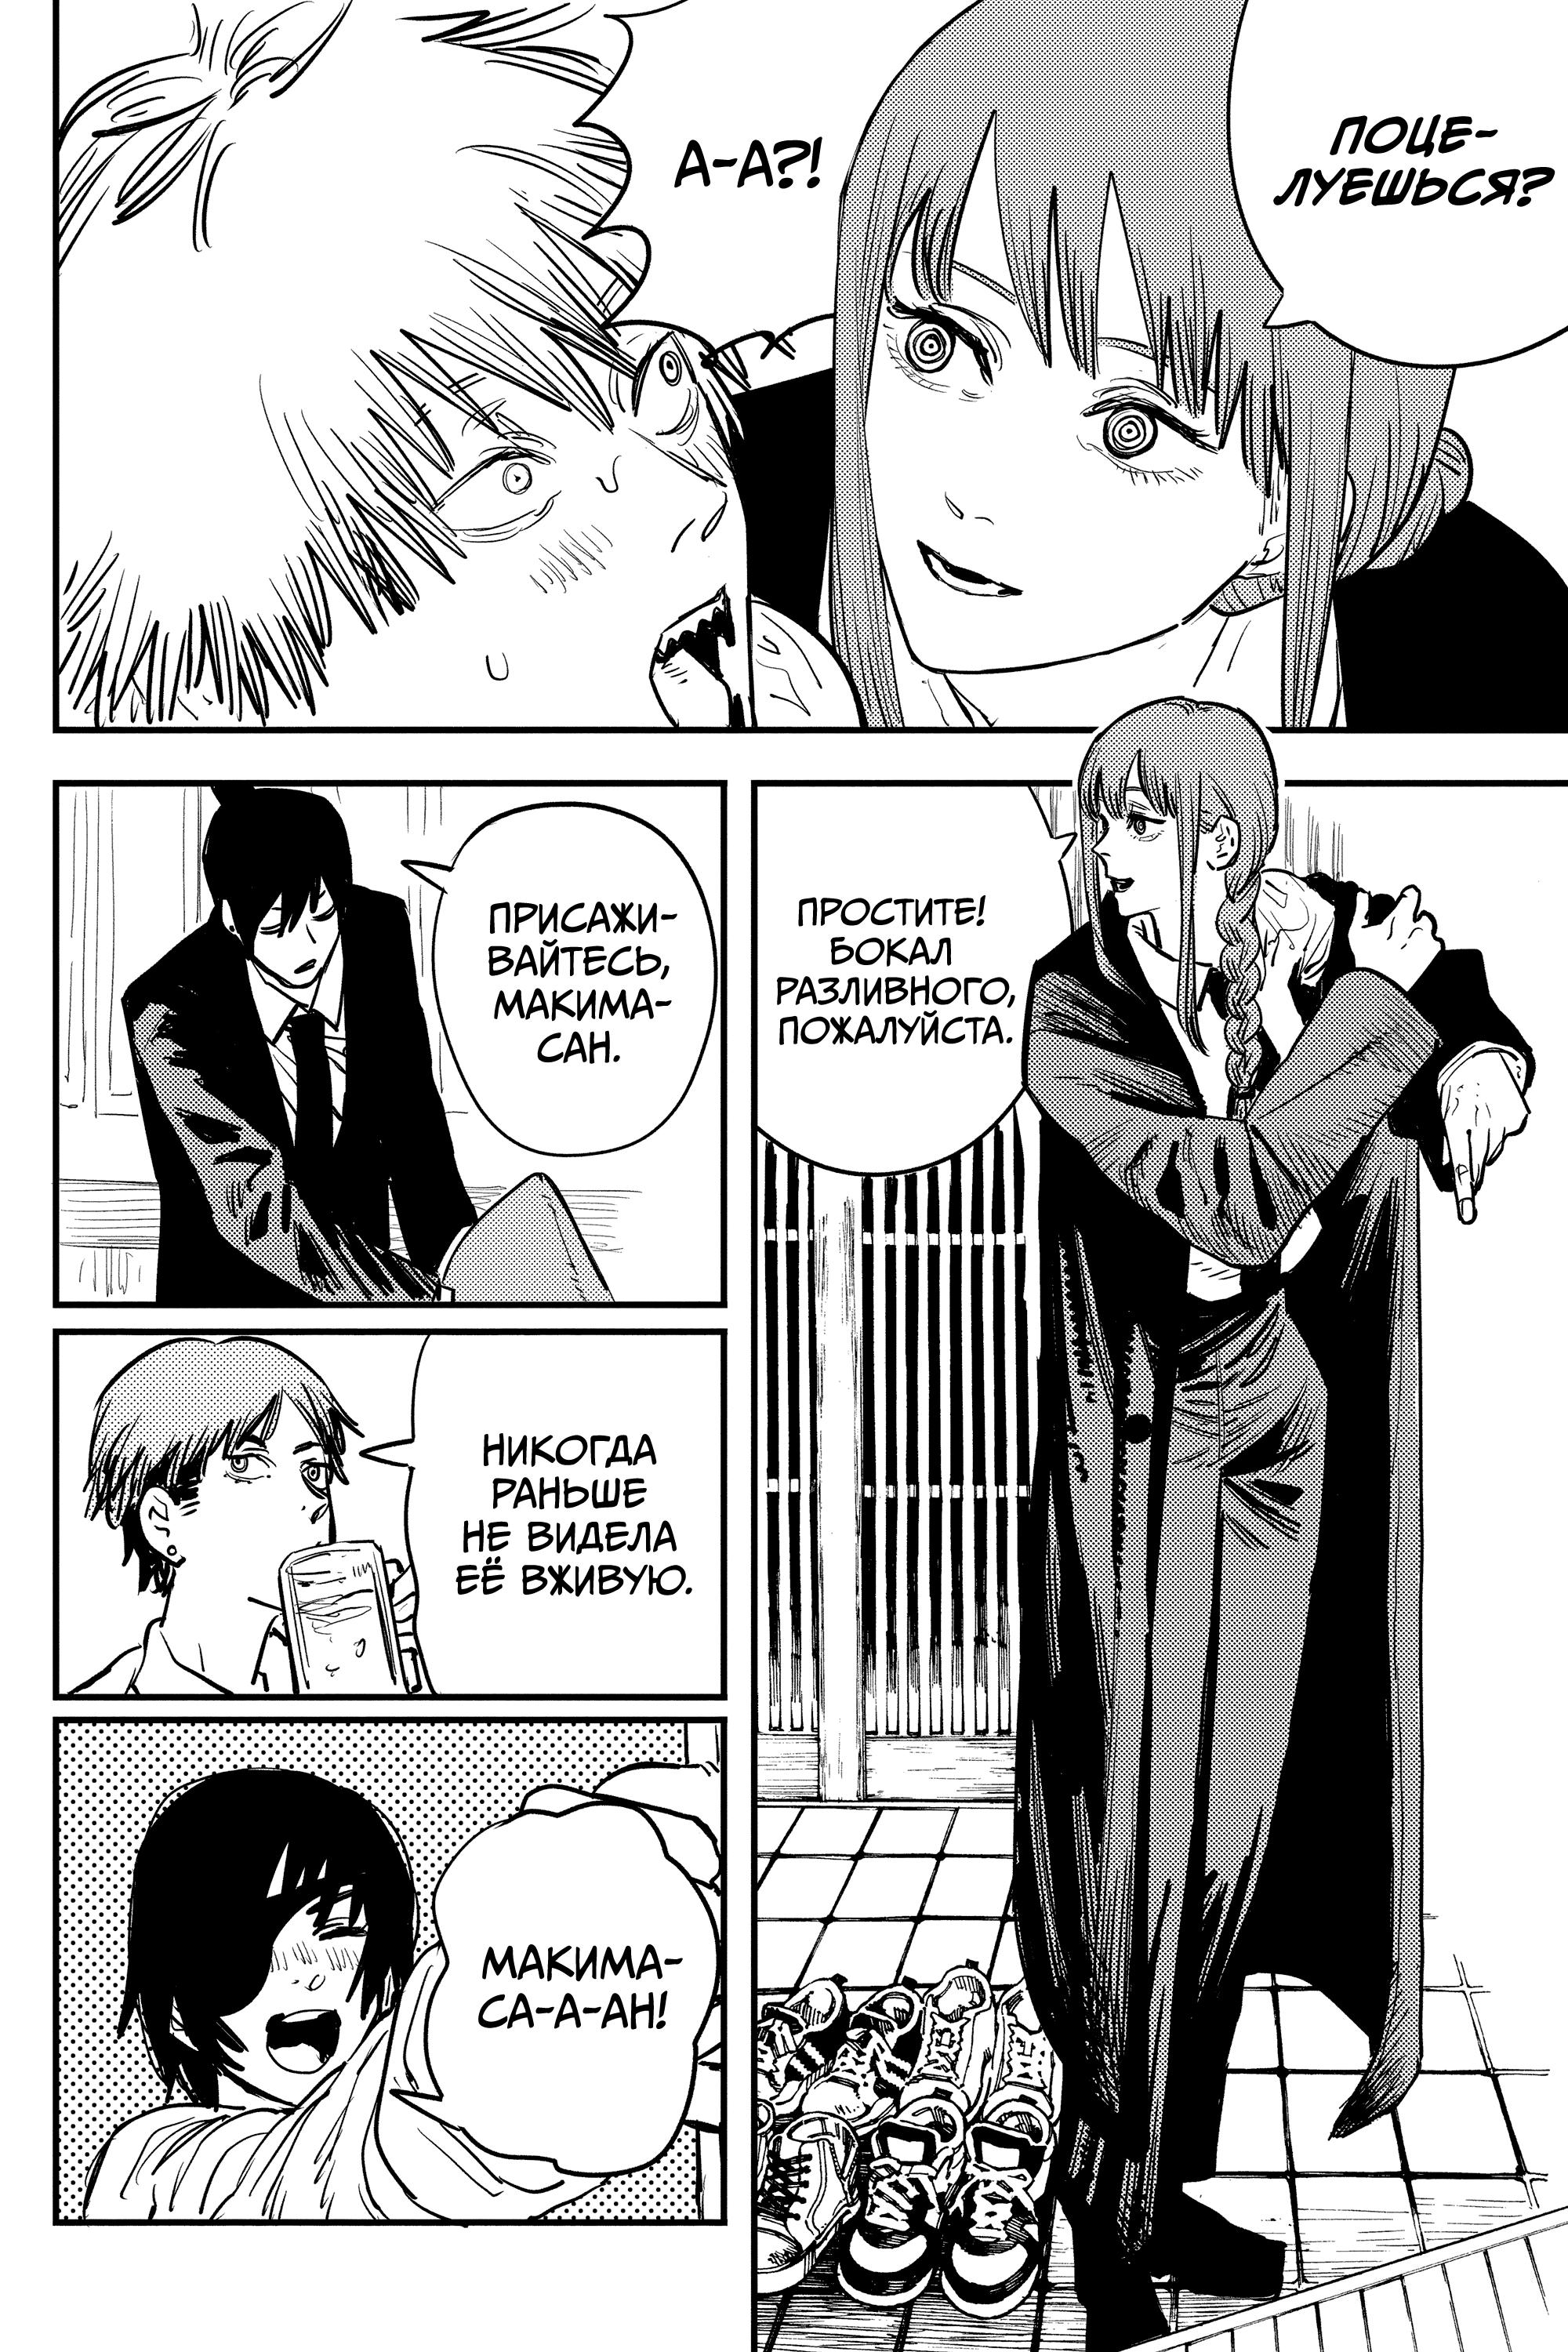 ПОЦЕ-
ЛУЕШЬСЯ?
А-А?!
ПРОСТИТЕ!
БОКАЛ
РАЗЛИВНОГО,
ПОЖАЛУЙСТА.
ПРИСАЖИ-
ВАЙТЕСЬ,
МАКИМА-
САН.
НИКОГДА
РАНЬШЕ
НЕ ВИДЕЛА
ЕЁ ВЖИВУЮ.
МАКИМА-
СА-А-АН!